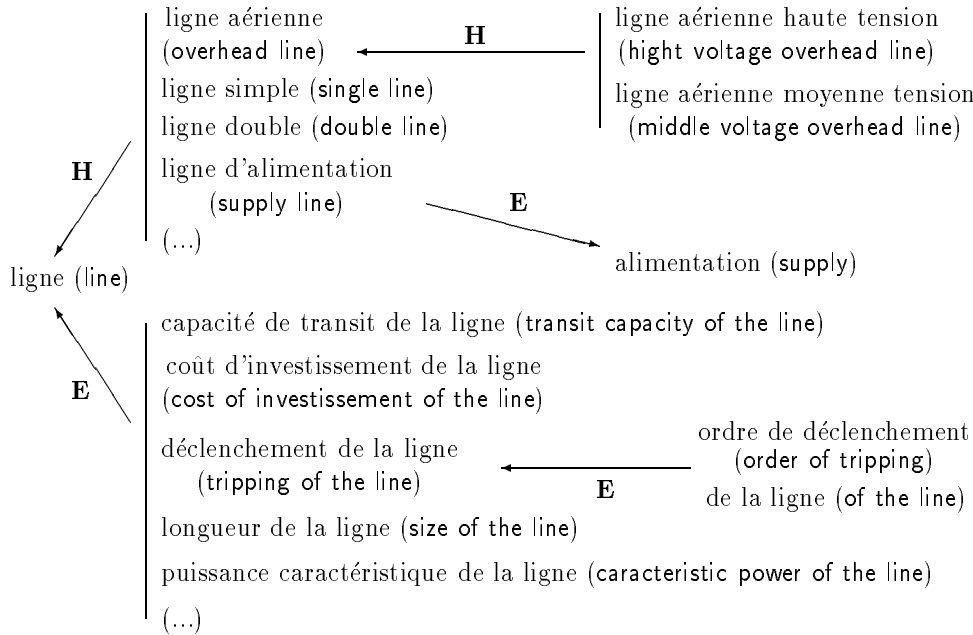 ligne aérienne
(overhead line)
H
ligne aérienne haute tension
(hight voltage overhead line)
ligne simple (single line)
ligne aérienne moyenne tension
(middle voltage overhead line)
ligne double (double line)
H
ligne d'alimentation
(supply line)
E
(...)
alimentation (supply)
ligne (line)
capacité de transit de la ligne (transit capacity of the line)
coût d'investissement de la ligne
(cost of investissement of the line)
E
déclenchement de la ligne
(tripping of the line)
E
ordre de déclenchement
(order of tripping)
de la ligne (of the line)
longueur de la ligne (size of the line)
puissance caractéristique de la ligne (caracteristic power of the line)
(...)